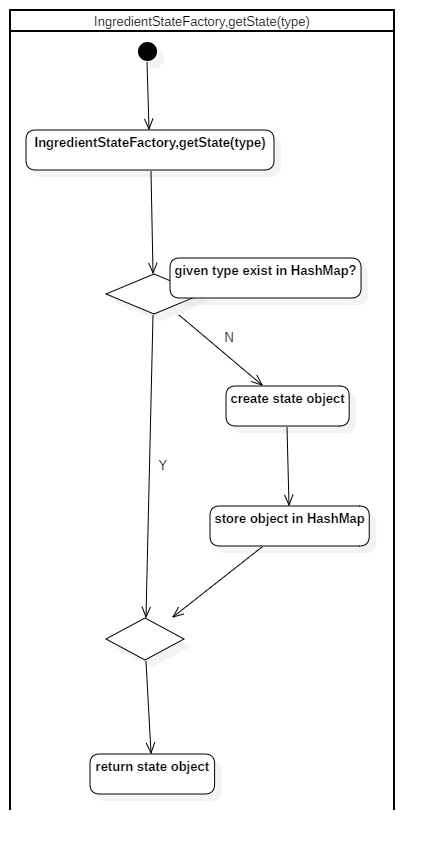 IngredientStateFactory,getState(type)
IngredientStateFactory,getState(type)
given type exist in HashMap?
N
create state object
Y
store object in HashMap
return state object